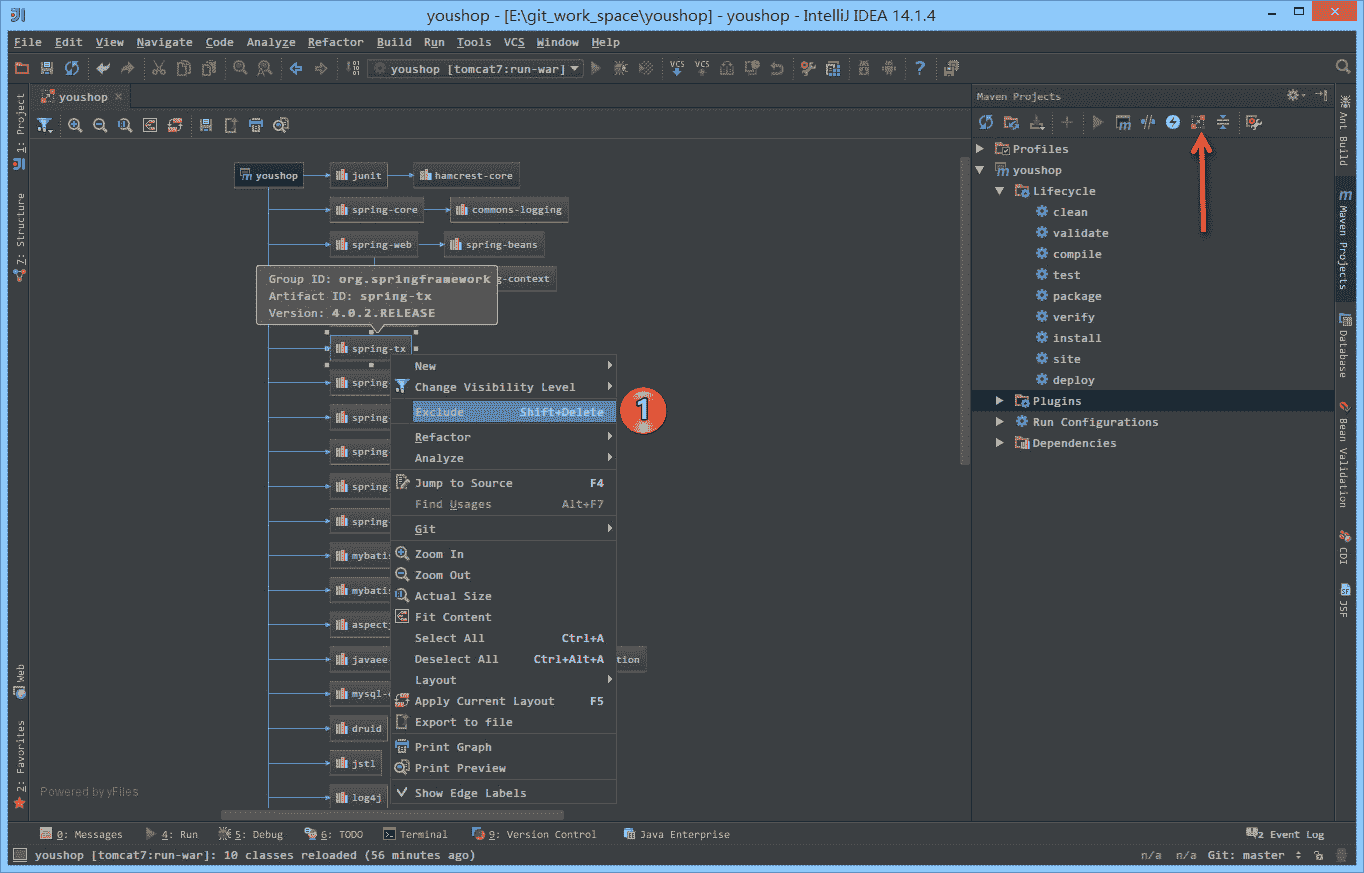 youshop - [E:\git_work_space\youshop] - youshop - IntelliJ IDEA 14.1.4
File Edit View Navigate Code Analyze Refactor Build Run Tools VCS Window Help
youshop [tomcat7:run-war]
VCS VCS
youshop
1: Project
7: Structure
Web
2: Favorites
youshop
junit
hamcrest-core
spring-core
commons-logging
spring-web
spring-beans
g-context
Group ID: org.springframework
Artifact ID: spring-tx
Version: 4.0.2.RELEASE
spring-tx
spring
spring-
spring-
spring
spring
mybatis
mybatis
aspectj
javaee
tion
mysql-c
druid
jstl
log4j
Powered by yFiles
New
Change Visibility Level
Exclude Shift+Delete
1
Refactor
Analyze
Jump to Source F4
Find Usages Alt+F7
Git
Zoom In
Zoom Out
Actual Size
Fit Content
Select All Ctrl+A
Deselect All Ctrl+Alt+A
Layout
Apply Current Layout F5
Export to file
Print Graph
Print Preview
Show Edge Labels
Maven Projects
Profiles
youshop
Lifecycle
clean
validate
compile
test
package
verify
install
site
deploy
Plugins
Run Configurations
Dependencies
Ant Build
Maven Projects
Database
Bean Validation
CDI
JSF
0: Messages 4: Run 5: Debug 6: TODO Terminal 9: Version Control Java Enterprise 2 Event Log
youshop [tomcat7:run-war]: 10 classes reloaded (56 minutes ago) n/a n/a Git: master